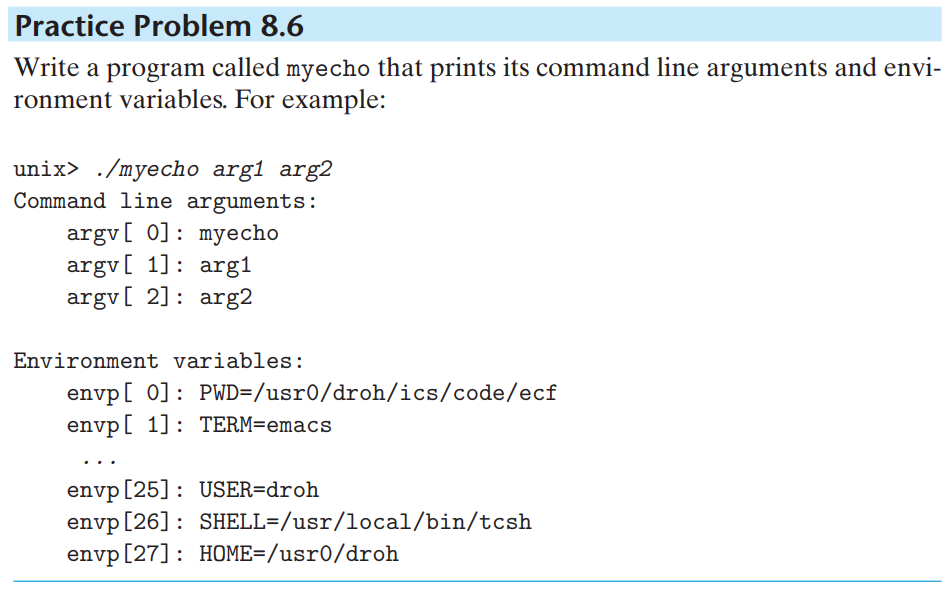 Practice Problem 8.6
Write a program called myecho that prints its command line arguments and envi-
ronment variables. For example:
unix> ./myecho arg1 arg2
Command line arguments:
    argv[ 0]: myecho
    argv[ 1]: arg1
    argv[ 2]: arg2
Environment variables:
    envp[ 0]: PWD=/usr0/droh/ics/code/ecf
    envp[ 1]: TERM=emacs
     ...
    envp[25]: USER=droh
    envp[26]: SHELL=/usr/local/bin/tcsh
    envp[27]: HOME=/usr0/droh